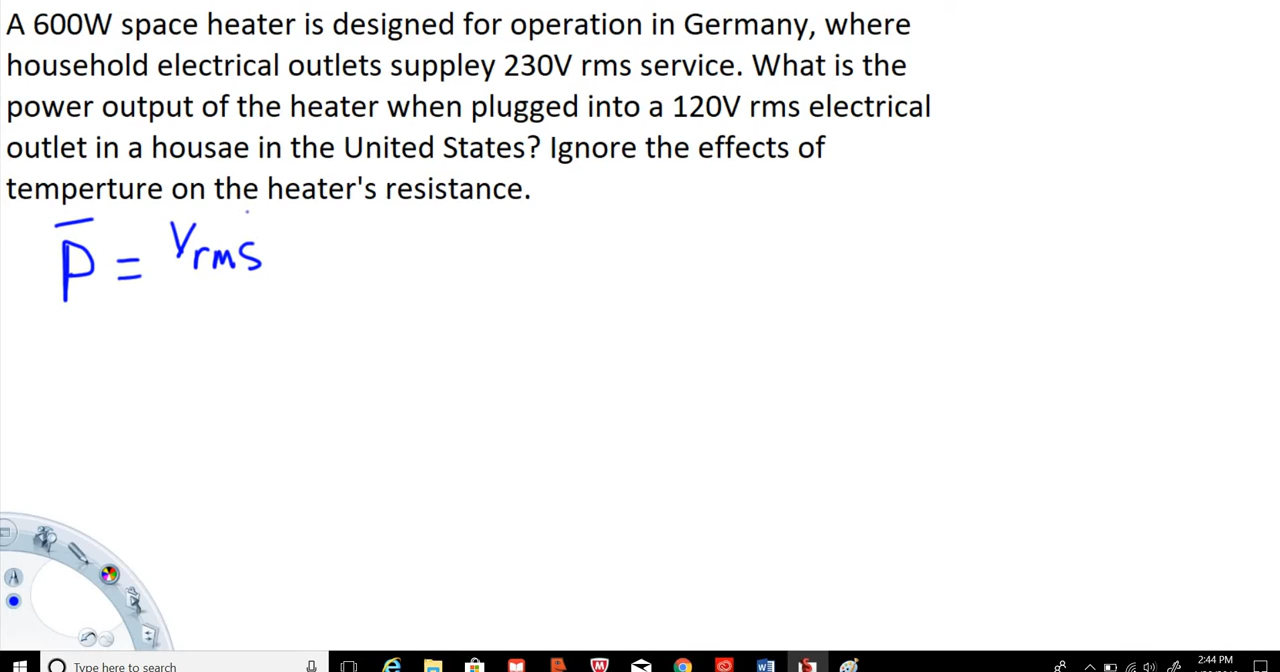 A 600W space heater is designed for operation in Germany, where
household electrical outlets suppley 230V rms service. What is the
power output of the heater when plugged into a 120V rms electrical
outlet in a housae in the United States? Ignore the effects of
temperture on the heater's resistance.
P̅ = Vrms
Type here to search
2:44 PM